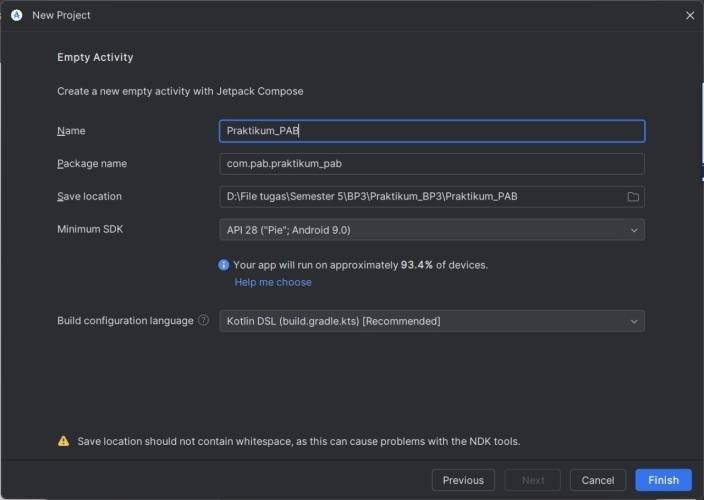 New Project
Empty Activity
Create a new empty activity with Jetpack Compose
Name
Praktikum_PAB
Package name
com.pab.praktikum_pab
Save location
D:\File tugas\Semester 5\BP3\Praktikum_BP3\Praktikum_PAB
Minimum SDK
API 28 ("Pie"; Android 9.0)
Your app will run on approximately 93.4% of devices.
Help me choose
Build configuration language ?
Kotlin DSL (build.gradle.kts) [Recommended]
Save location should not contain whitespace, as this can cause problems with the NDK tools.
Previous
Next
Cancel
Finish